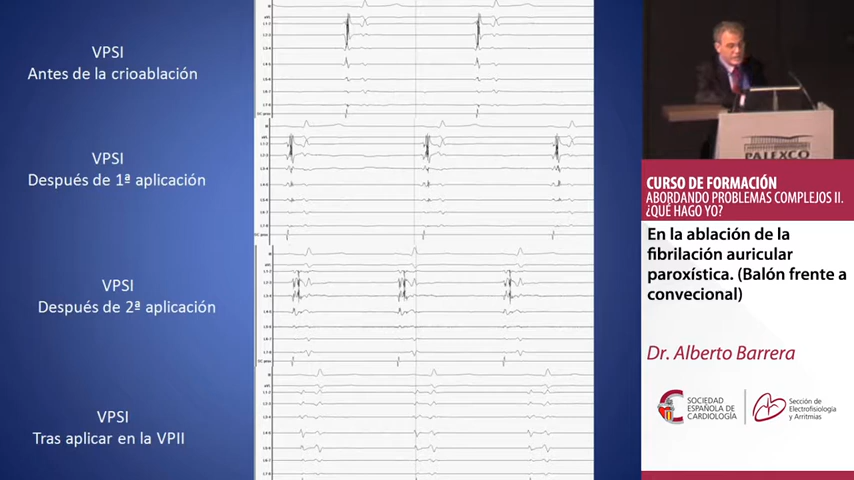 VPSI
Antes de la crioablación
VPSI
Después de 1ª aplicación
VPSI
Después de 2ª aplicación
VPSI
Tras aplicar en la VPII
PALEXCO
CURSO DE FORMACIÓN
ABORDANDO PROBLEMAS COMPLEJOS II.
¿QUÉ HAGO YO?
En la ablación de la
fibrilación auricular
paroxística. (Balón frente a
convecional)
Dr. Alberto Barrera
SOCIEDAD
ESPAÑOLA DE
CARDIOLOGÍA
Sección de
Electrofisiología
y Arritmias